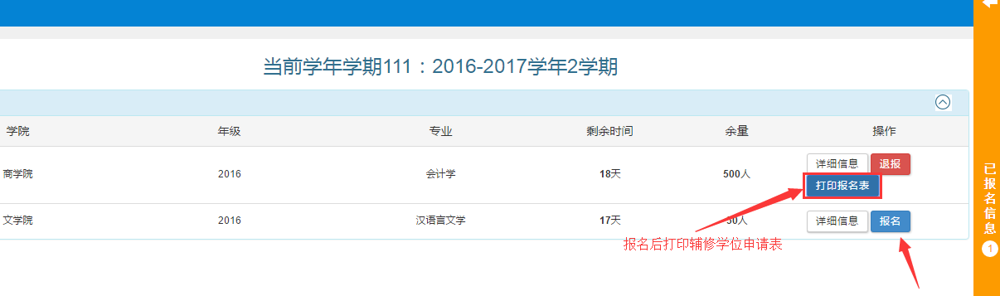 当前学年学期111：2016-2017学年2学期
学院 年级 专业 剩余时间 余量 操作
商学院 2016 会计学 18天 500人 详细信息 退报
打印报名表
文学院 2016 汉语言文学 17天 50人 详细信息 报名
报名后打印辅修学位申请表
已报名信息 1